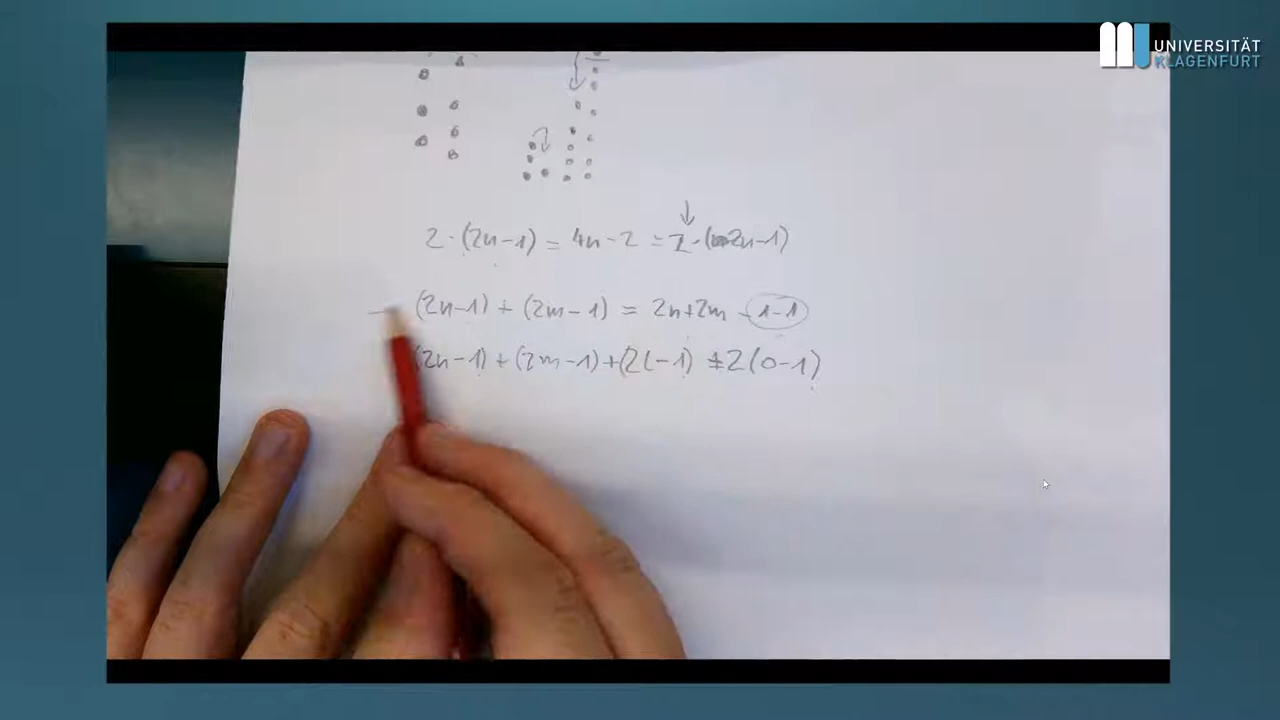 UNIVERSITÄT
KLAGENFURT
2·(2n-1) = 4n-2 = 2·(2n-1)
(2n-1) + (2m-1) = 2n+2m -1-1
(2n-1) + (2m-1) + (2l-1) + 2(0-1)